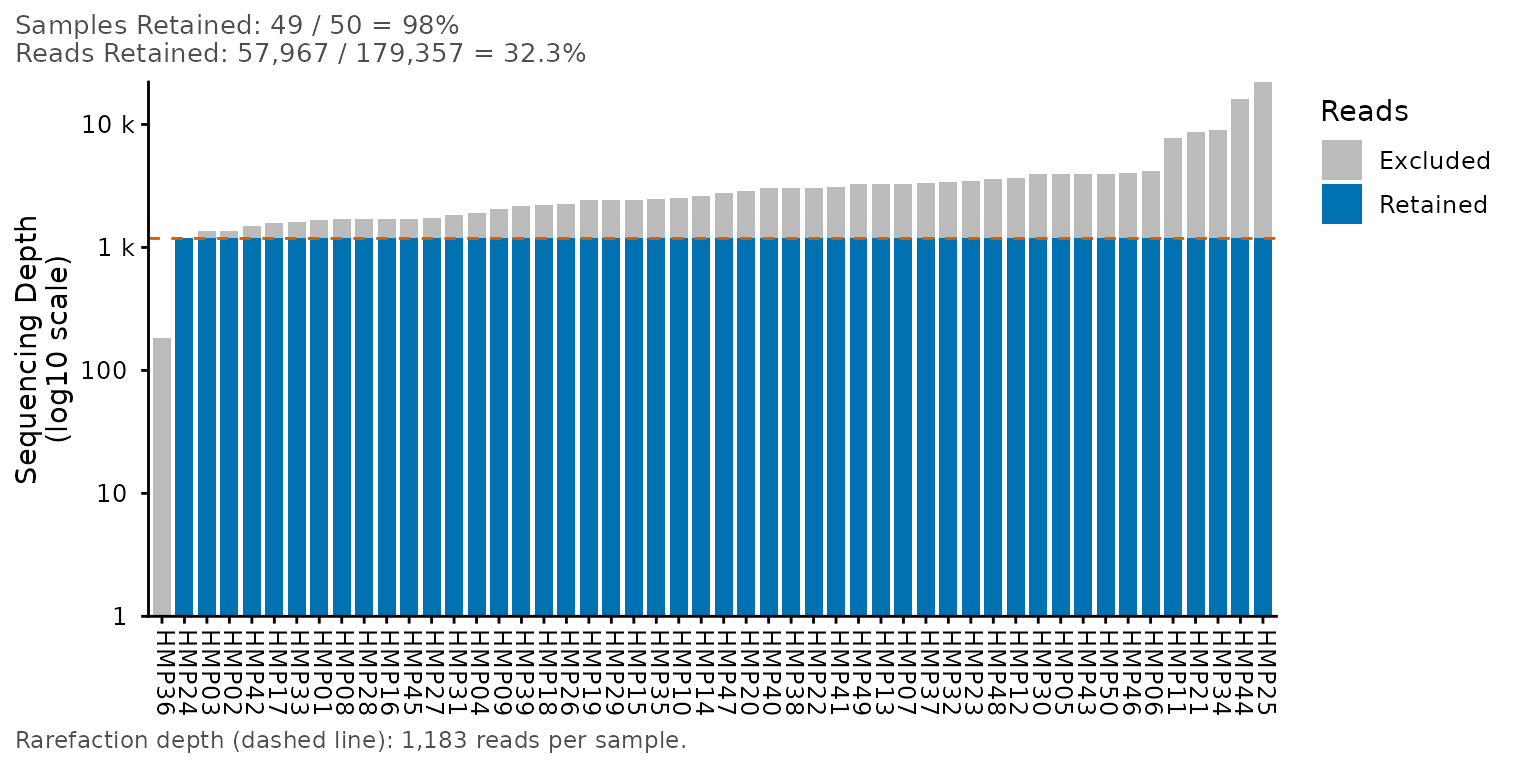 Samples Retained: 49 / 50 = 98%
Reads Retained: 57,967 / 179,357 = 32.3%
Sequencing Depth
(log10 scale)
10 k
1 k
100
10
1
HMP36
HMP24
HMP03
HMP02
HMP42
HMP17
HMP33
HMP01
HMP08
HMP28
HMP16
HMP45
HMP27
HMP31
HMP04
HMP09
HMP39
HMP18
HMP26
HMP19
HMP29
HMP15
HMP35
HMP10
HMP14
HMP47
HMP20
HMP40
HMP38
HMP22
HMP41
HMP49
HMP13
HMP07
HMP37
HMP32
HMP23
HMP48
HMP12
HMP30
HMP05
HMP43
HMP50
HMP46
HMP06
HMP11
HMP21
HMP34
HMP44
HMP25
Reads
Excluded
Retained
Rarefaction depth (dashed line): 1,183 reads per sample.